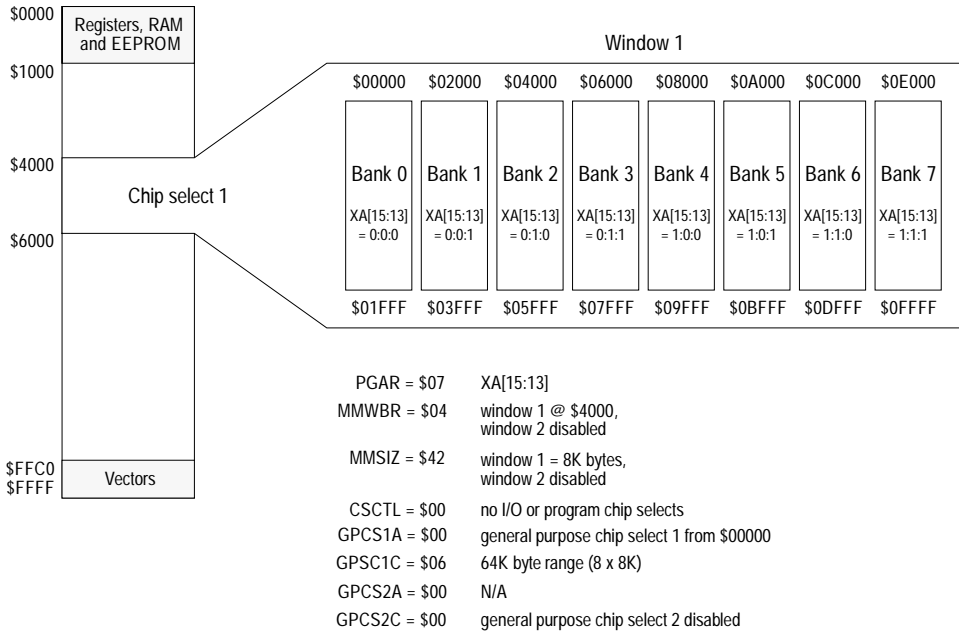 $0000
Registers, RAM
and EEPROM
$1000
$4000
Chip select 1
$6000
$FFC0
$FFFF
Vectors
Window 1
$00000 $02000 $04000 $06000 $08000 $0A000 $0C000 $0E000
Bank 0 Bank 1 Bank 2 Bank 3 Bank 4 Bank 5 Bank 6 Bank 7
XA[15:13] XA[15:13] XA[15:13] XA[15:13] XA[15:13] XA[15:13] XA[15:13] XA[15:13]
= 0:0:0 = 0:0:1 = 0:1:0 = 0:1:1 = 1:0:0 = 1:0:1 = 1:1:0 = 1:1:1
$01FFF $03FFF $05FFF $07FFF $09FFF $0BFFF $0DFFF $0FFFF
PGAR = $07 XA[15:13]
MMWBR = $04 window 1 @ $4000,
window 2 disabled
MMSIZ = $42 window 1 = 8K bytes,
window 2 disabled
CSCTL = $00 no I/O or program chip selects
GPCS1A = $00 general purpose chip select 1 from $00000
GPSC1C = $06 64K byte range (8 x 8K)
GPCS2A = $00 N/A
GPCS2C = $00 general purpose chip select 2 disabled